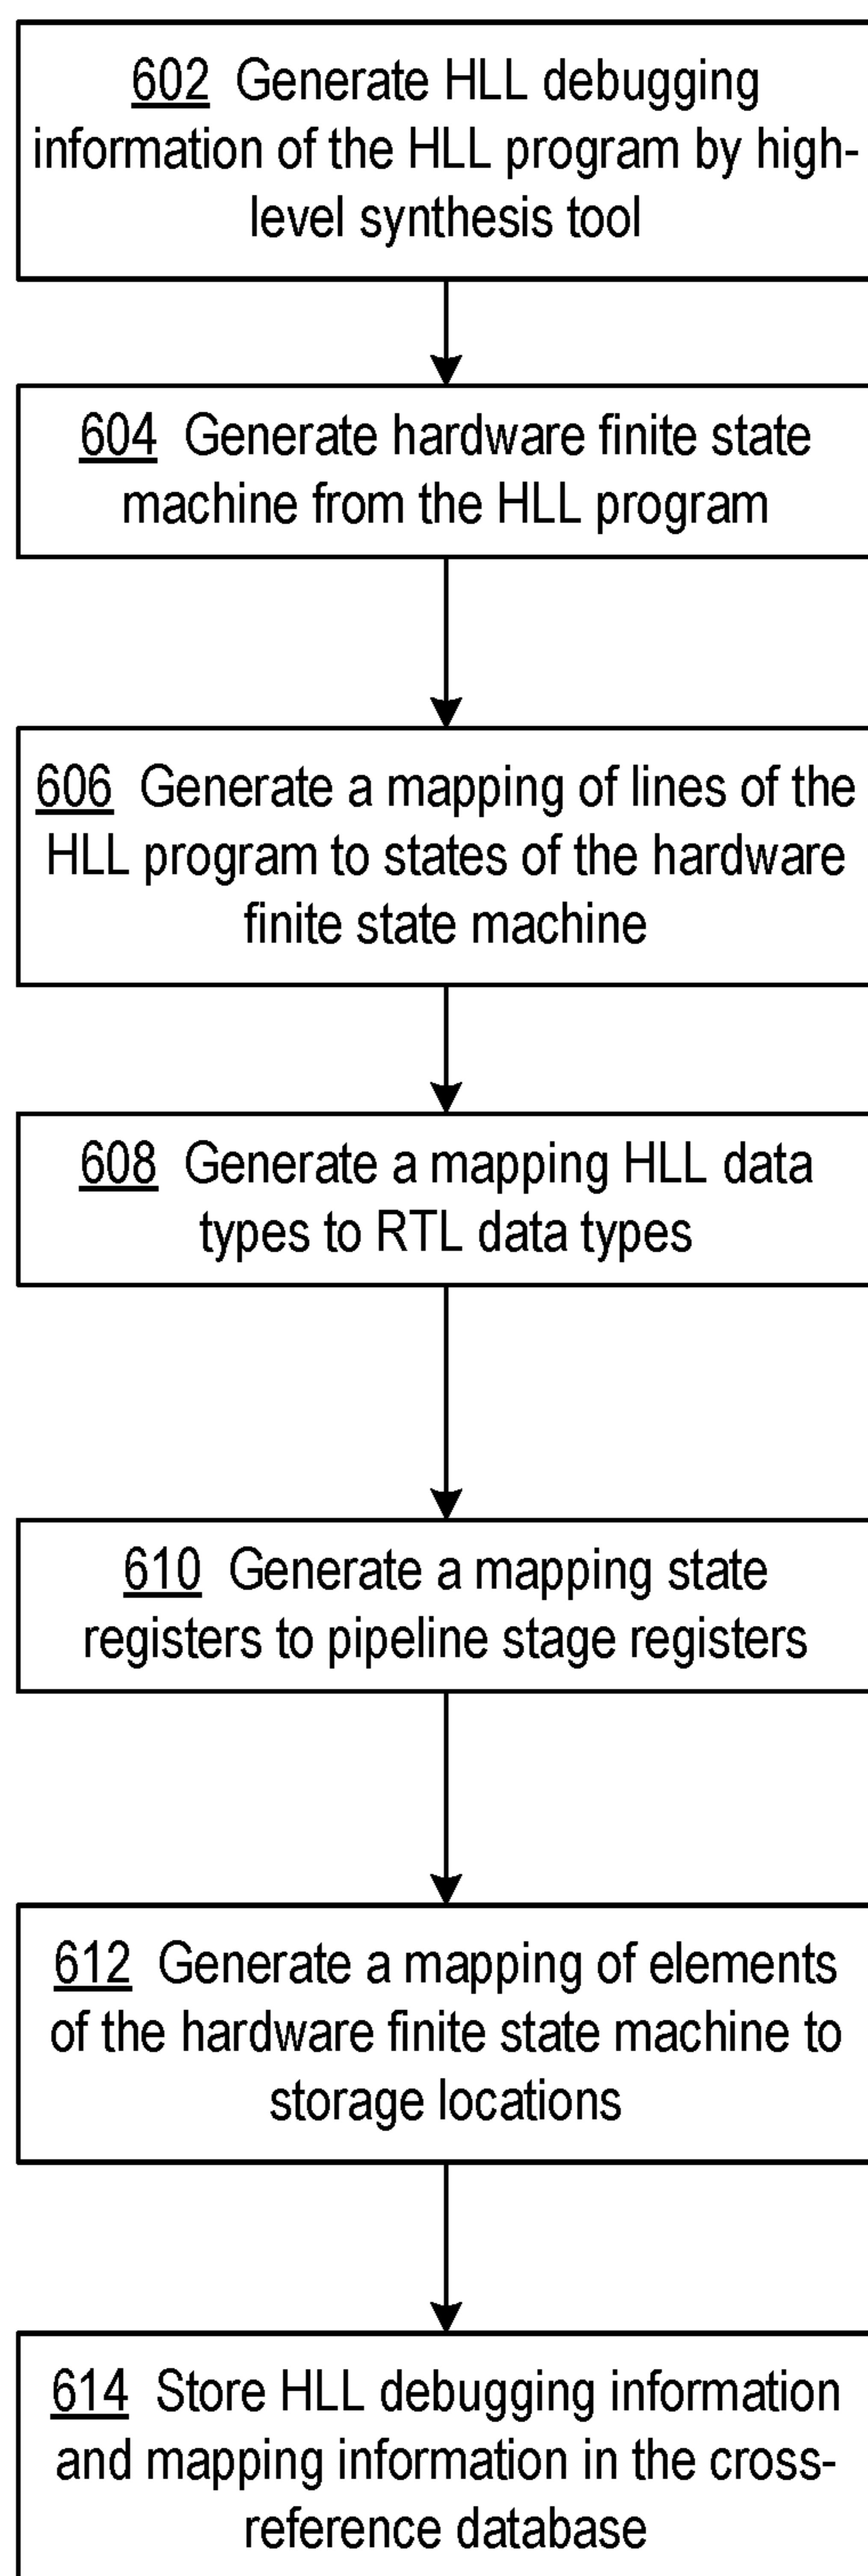 602 Generate HLL debugging
information of the HLL program by high-
level synthesis tool
604 Generate hardware finite state
machine from the HLL program
606 Generate a mapping of lines of the
HLL program to states of the hardware
finite state machine
608 Generate a mapping HLL data
types to RTL data types
610 Generate a mapping state
registers to pipeline stage registers
612 Generate a mapping of elements
of the hardware finite state machine to
storage locations
614 Store HLL debugging information
and mapping information in the cross-
reference database